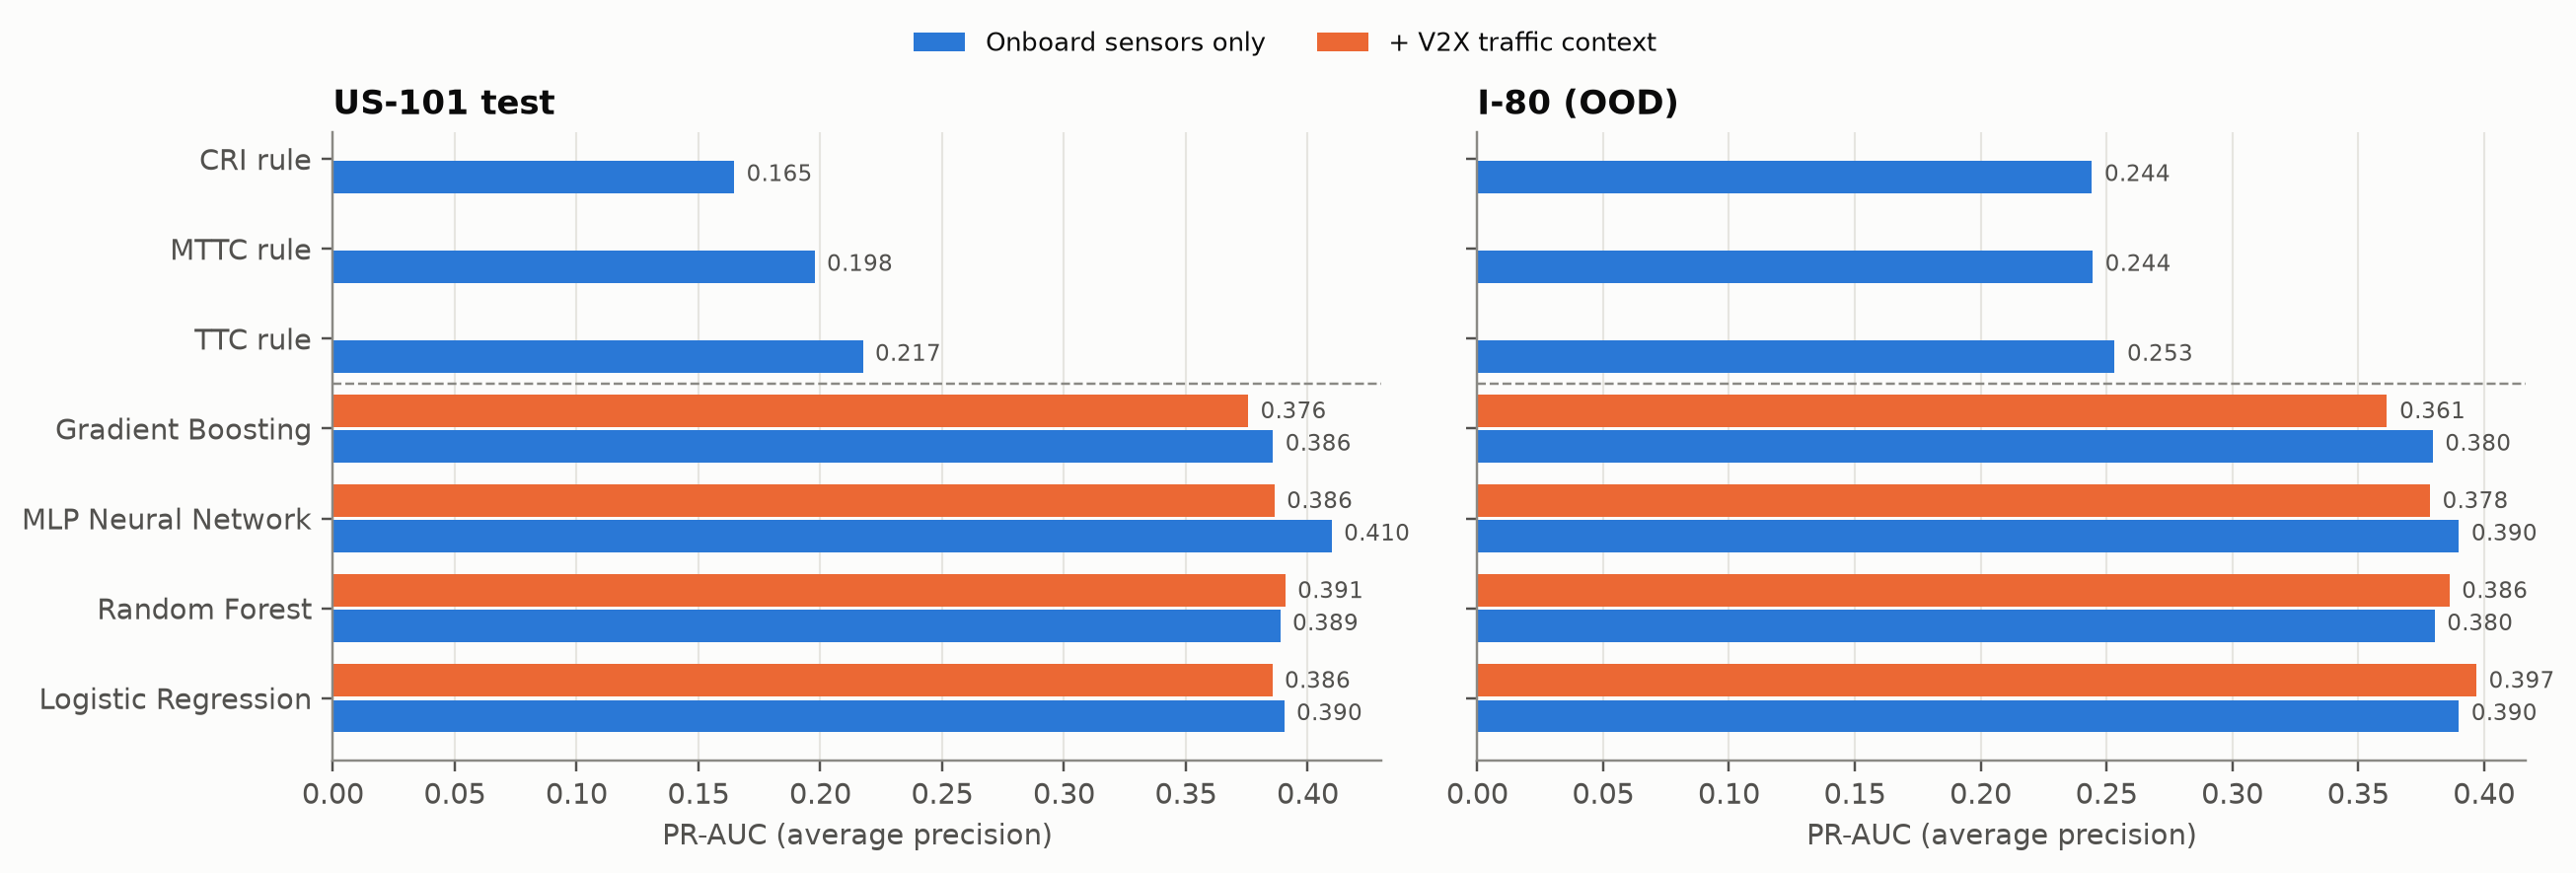 Onboard sensors only
+ V2X traffic context
US-101 test
CRI rule
0.165
MTTC rule
0.198
TTC rule
0.217
Gradient Boosting
0.376
0.386
MLP Neural Network
0.386
0.410
Random Forest
0.391
0.389
Logistic Regression
0.386
0.390
0.00 0.05 0.10 0.15 0.20 0.25 0.30 0.35 0.40
PR-AUC (average precision)
I-80 (OOD)
0.244
0.244
0.253
0.361
0.380
0.378
0.390
0.386
0.380
0.397
0.390
0.00 0.05 0.10 0.15 0.20 0.25 0.30 0.35 0.40
PR-AUC (average precision)